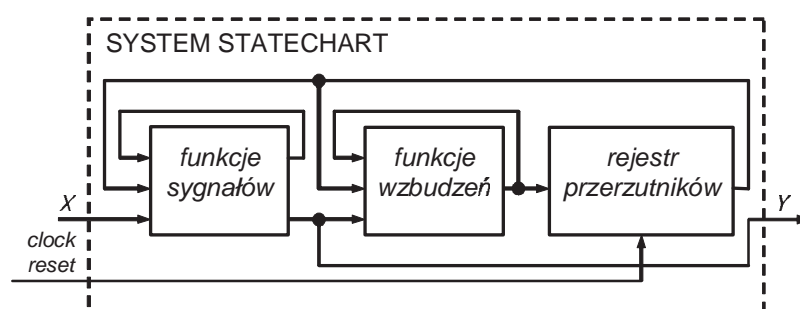 SYSTEM STATECHART
funkcje
sygnałów
funkcje
wzbudzeń
rejestr
przerzutników
X
Y
clock
reset